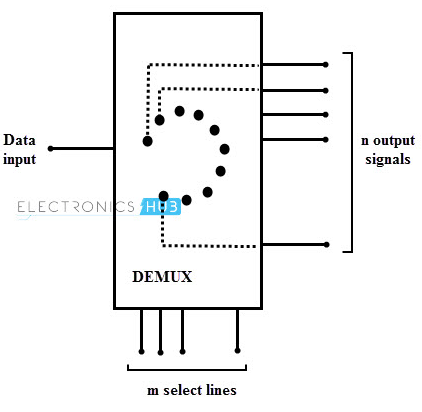 Data
input
n output
signals
ELECTRONICS HUB
DEMUX
m select lines